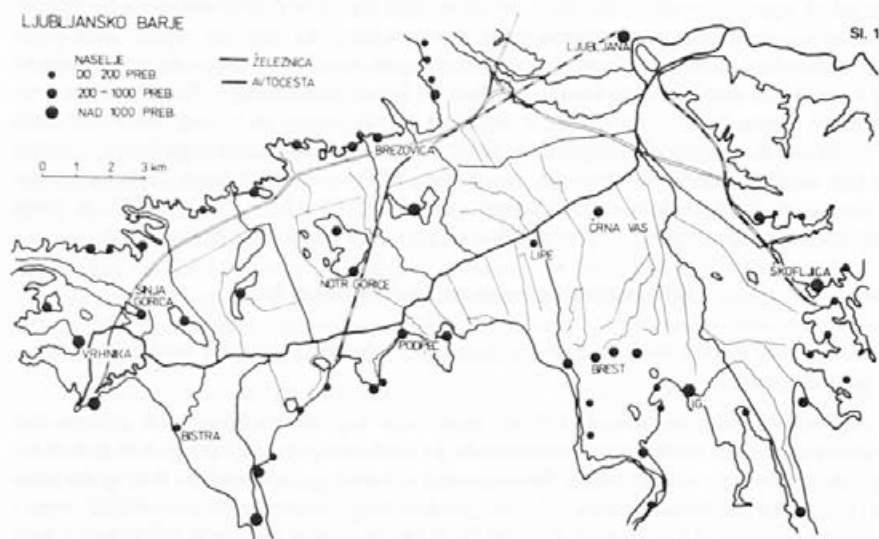 LJUBLJANSKO BARJE
Sl. 1
NASELJE
DO 200 PREB.
200 - 1000 PREB.
NAD 1000 PREB.
ŽELEZNICA
AVTOCESTA
0 1 2 3 km
LJUBLJANA
BREZOVICA
CRNA VAS
LIPE
ŠKOFLJICA
NOTR. GORICE
SINJA
GORICA
VRHNIKA
PODPEČ
BREST
IG
BISTRA